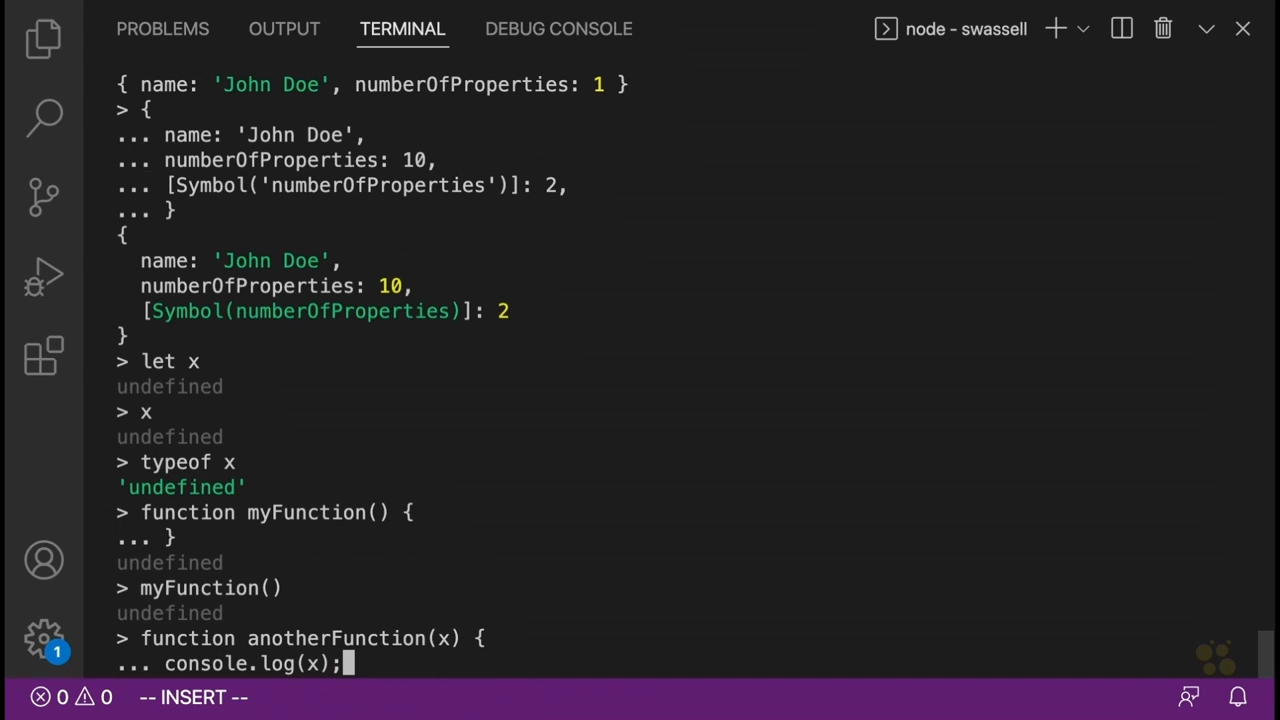 PROBLEMS OUTPUT TERMINAL DEBUG CONSOLE node - swassell
{ name: 'John Doe', numberOfProperties: 1 }
> {
... name: 'John Doe',
... numberOfProperties: 10,
... [Symbol('numberOfProperties')]: 2,
... }
{
  name: 'John Doe',
  numberOfProperties: 10,
  [Symbol(numberOfProperties)]: 2
}
> let x
undefined
> x
undefined
> typeof x
'undefined'
> function myFunction() {
... }
undefined
> myFunction()
undefined
> function anotherFunction(x) {
... console.log(x);
1
0 0 -- INSERT --